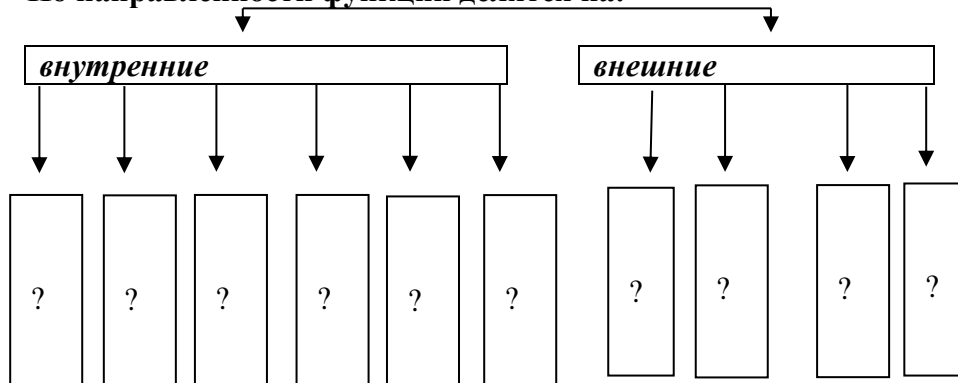 По направленности функции делятся на:
внутренние внешние
? ? ? ? ? ? ? ? ? ?